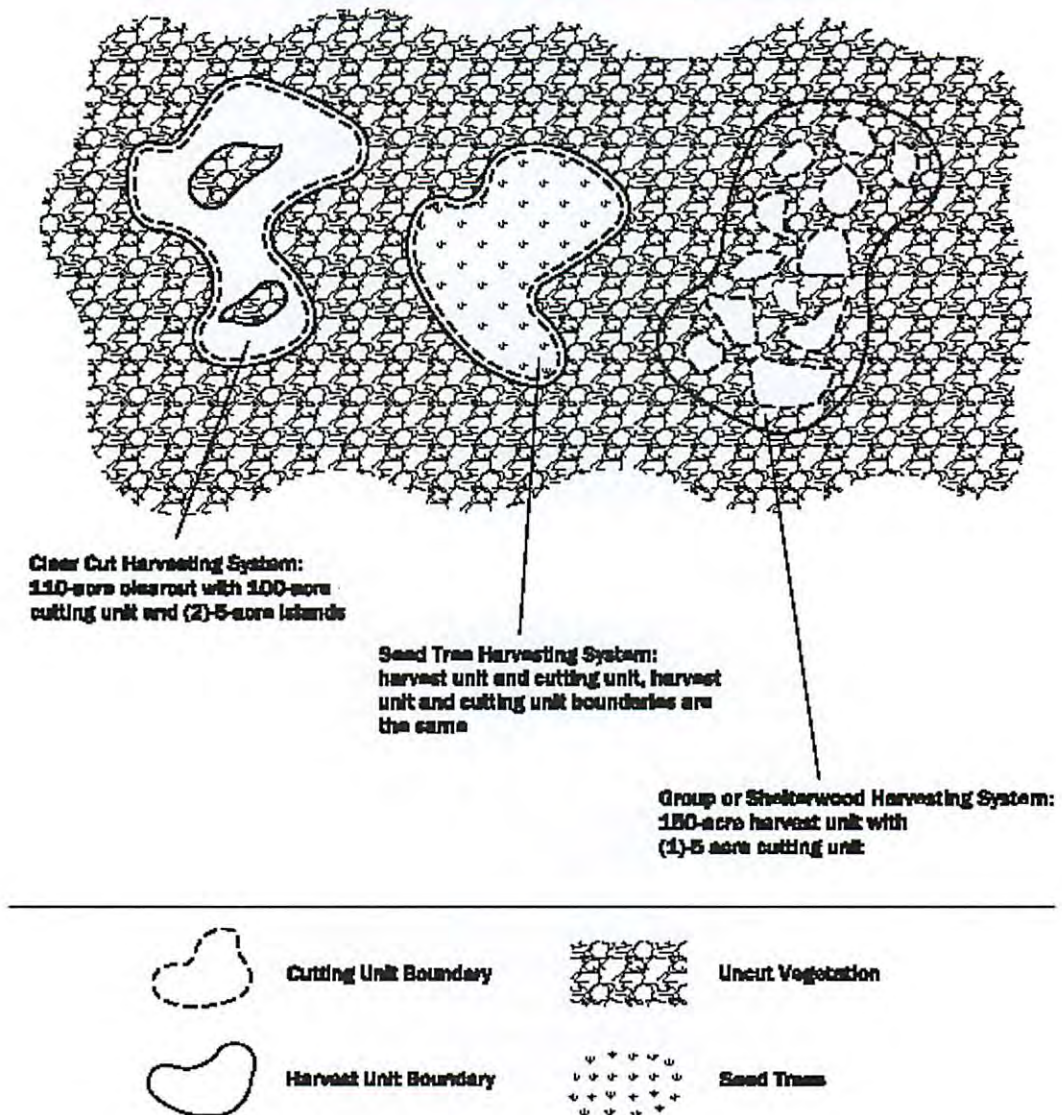 Clear Cut Harvesting System:
110-acre clearcut with 100-acre
cutting unit and (2)-5-acre islands
Seed Tree Harvesting System:
harvest unit and cutting unit, harvest
unit and cutting unit boundaries are
the same
Group or Shelterwood Harvesting System:
150-acre harvest unit with
(1)-5 acre cutting unit
Cutting Unit Boundary
Uncut Vegetation
Harvest Unit Boundary
Seed Trees